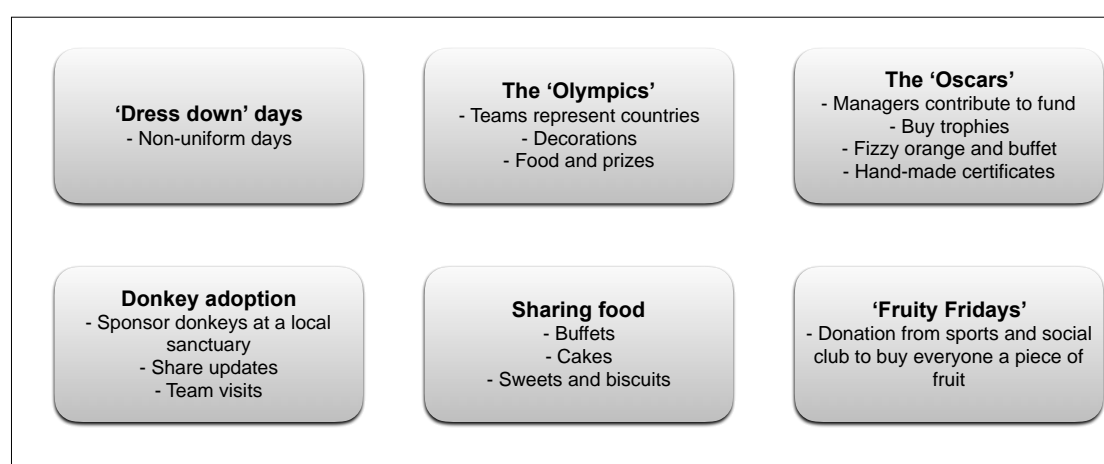 ‘Dress down’ days
- Non-uniform days
The ‘Olympics’
- Teams represent countries
- Decorations
- Food and prizes
The ‘Oscars’
- Managers contribute to fund
- Buy trophies
- Fizzy orange and buffet
- Hand-made certificates
Donkey adoption
- Sponsor donkeys at a local
sanctuary
- Share updates
- Team visits
Sharing food
- Buffets
- Cakes
- Sweets and biscuits
‘Fruity Fridays’
- Donation from sports and social
club to buy everyone a piece of
fruit